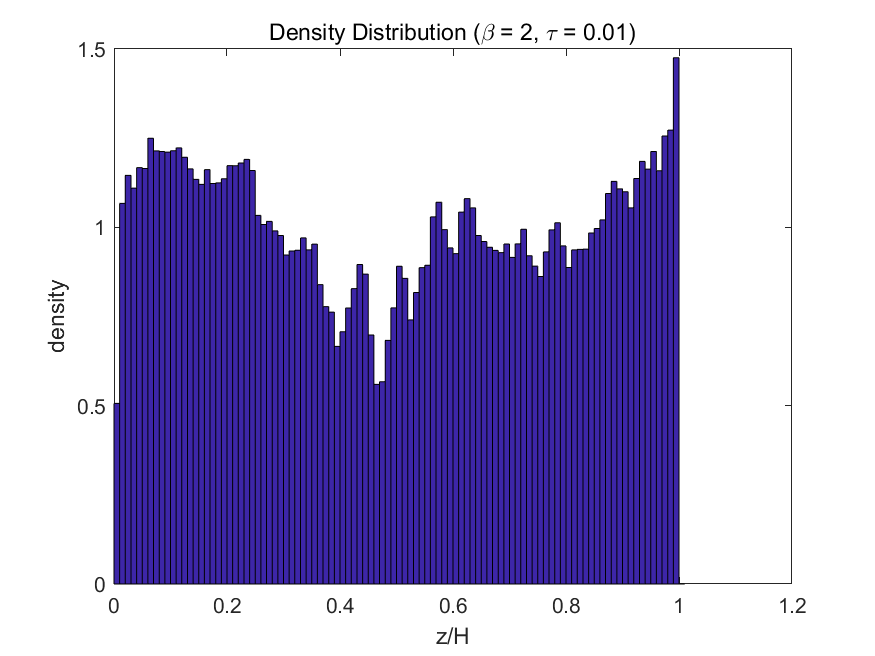 Density Distribution (β = 2, τ = 0.01)
1.5
1
0.5
0
density
0 0.2 0.4 0.6 0.8 1 1.2
z/H